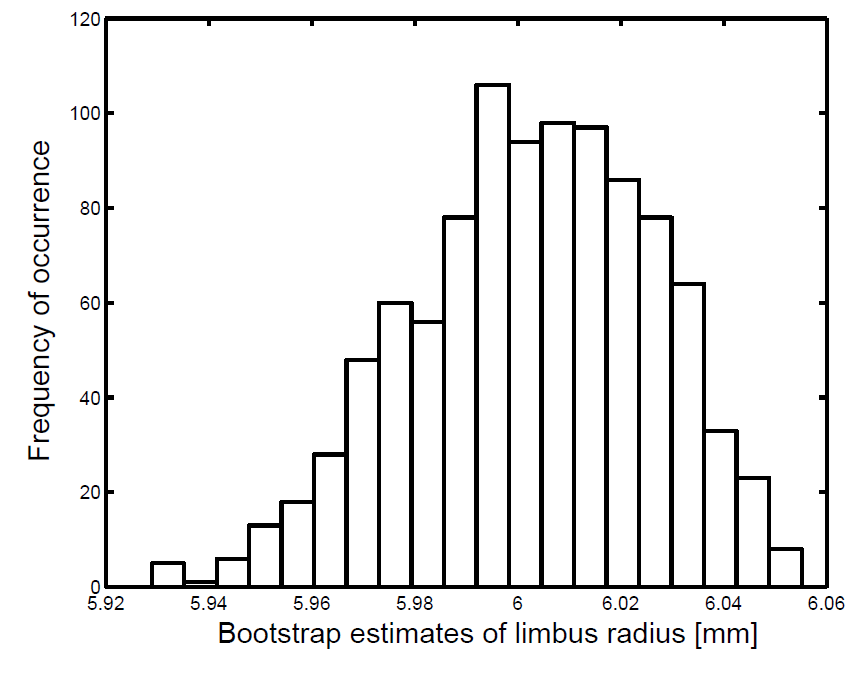 120
100
80
60
40
20
0
Frequency of occurrence
5.92 5.94 5.96 5.98 6 6.02 6.04 6.06
Bootstrap estimates of limbus radius [mm]